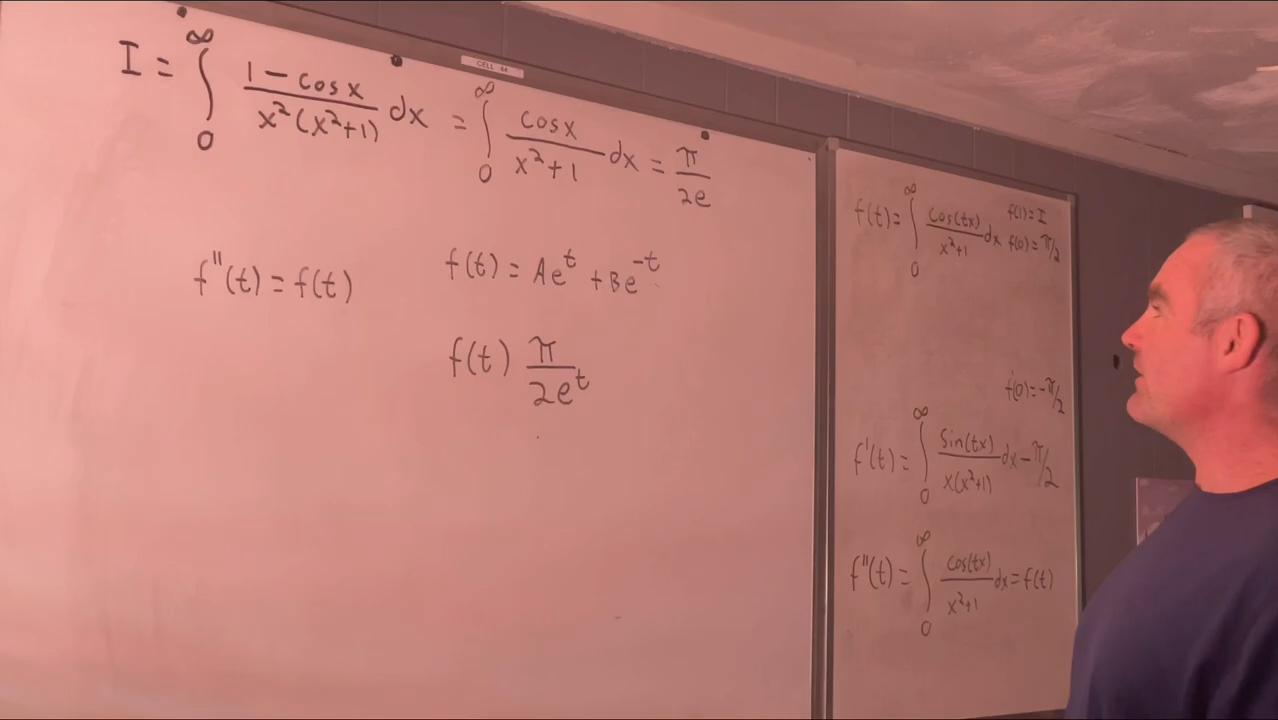 I = ∫₀^∞ (1 - cos x)/(x²(x²+1)) dx = ∫₀^∞ cosx/(x²+1) dx = π/(2e)
CELL
f''(t) = f(t)
f(t) = Ae^t + Be^-t
f(t) π/(2e^t)
f(t) = ∫₀^∞ cos(tx)/(x²+1) dx
f(1) = I
f(0) = π/2
f'(0) = -π/2
f'(t) = ∫₀^∞ sin(tx)/(x(x²+1)) dx - π/2
f''(t) = ∫₀^∞ cos(tx)/(x²+1) dx = f(t)